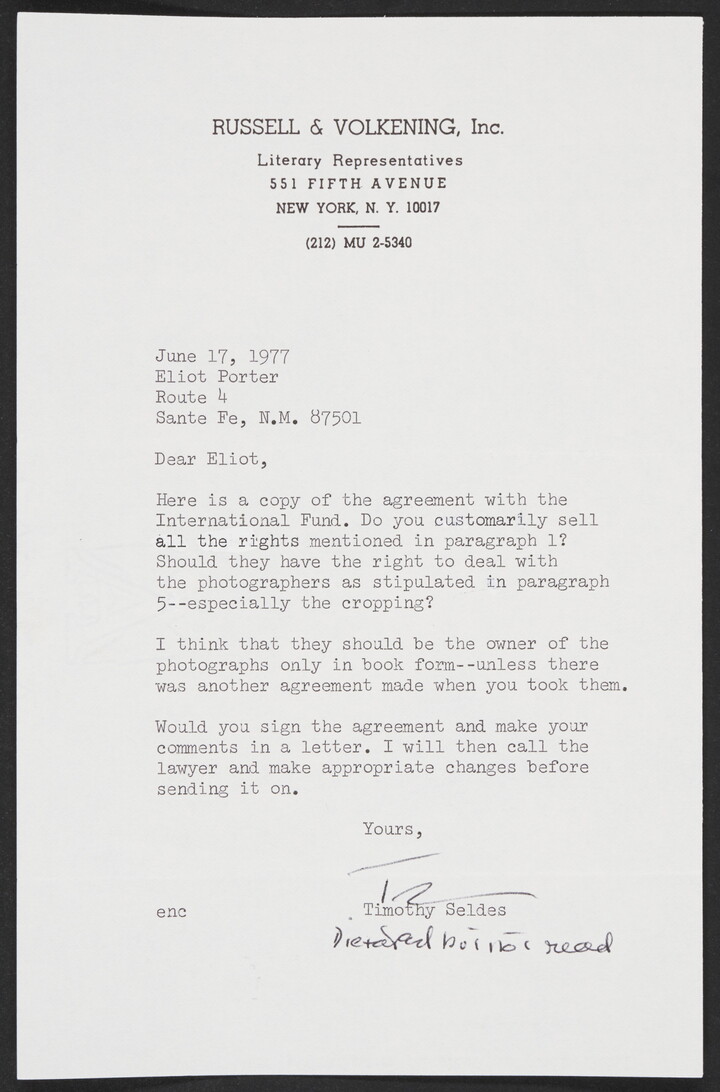 RUSSELL & VOLKENING, Inc.
Literary Representatives
551 FIFTH AVENUE
NEW YORK, N. Y. 10017
(212) MU 2-5340
June 17, 1977
Eliot Porter
Route 4
Sante Fe, N.M. 87501
Dear Eliot,
Here is a copy of the agreement with the
International Fund. Do you customarily sell
all the rights mentioned in paragraph 1?
Should they have the right to deal with
the photographers as stipulated in paragraph
5--especially the cropping?
I think that they should be the owner of the
photographs only in book form--unless there
was another agreement made when you took them.
Would you sign the agreement and make your
comments in a letter. I will then call the
lawyer and make appropriate changes before
sending it on.
Yours,
enc Timothy Seldes
Dictated but not read